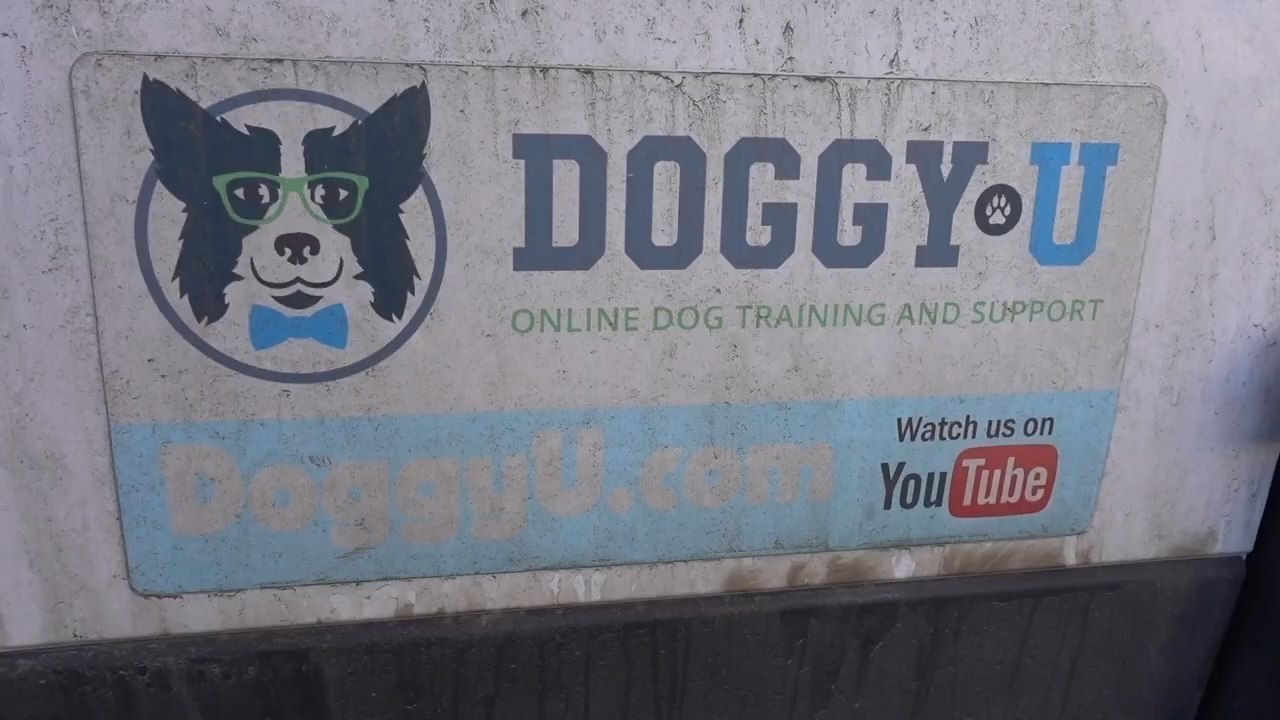 DOGGY U
ONLINE DOG TRAINING AND SUPPORT
DoggyU.com
Watch us on
YouTube